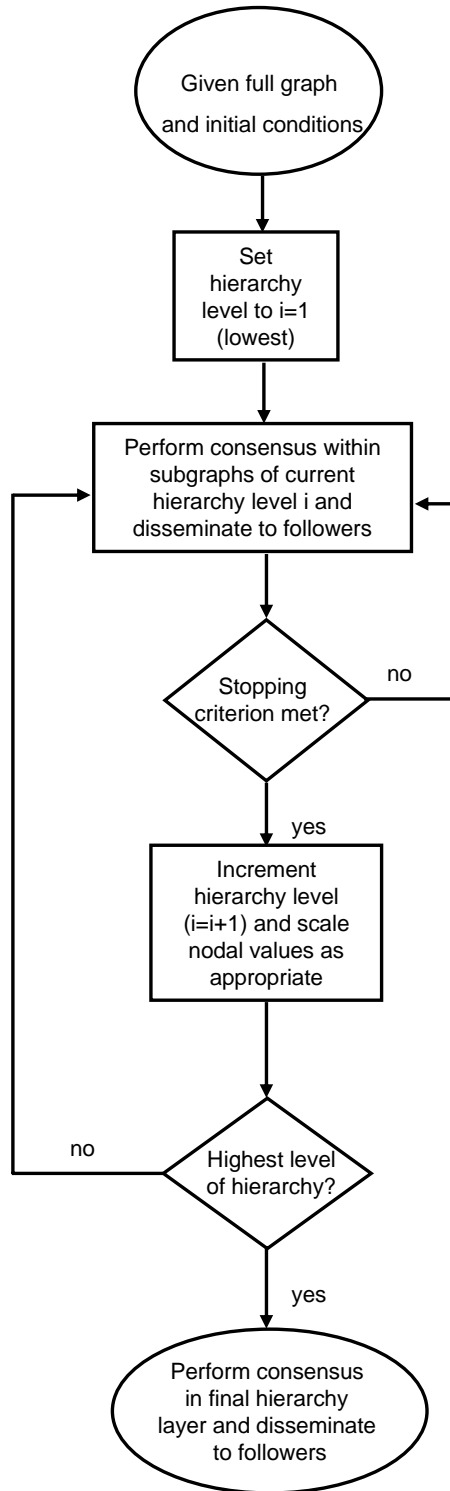 Given full graph
and initial conditions
Set
hierarchy
level to i=1
(lowest)
Perform consensus within
subgraphs of current
hierarchy level i and
disseminate to followers
Stopping
criterion met?
no
yes
Increment
hierarchy level
(i=i+1) and scale
nodal values as
appropriate
Highest level
of hierarchy?
no
yes
Perform consensus
in final hierarchy
layer and disseminate
to followers